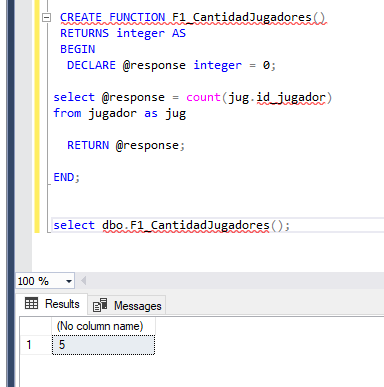 CREATE FUNCTION F1_CantidadJugadores()
RETURNS integer AS
BEGIN
DECLARE @response integer = 0;
select @response = count(jug.id_jugador)
from jugador as jug
RETURN @response;
END;
select dbo.F1_CantidadJugadores();
100 %
Results Messages
(No column name)
1 5